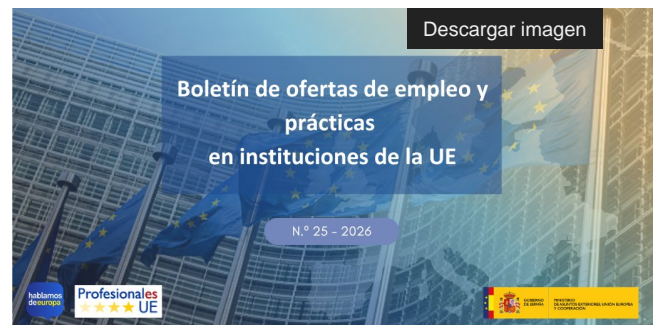 Descargar imagen
Boletín de ofertas de empleo y
prácticas
en instituciones de la UE
N.º 25 – 2026
hablamos
deeuropa
Profesionales
UE
GOBIERNO
DE ESPAÑA
MINISTERIO
DE ASUNTOS EXTERIORES, UNIÓN EUROPEA
Y COOPERACIÓN